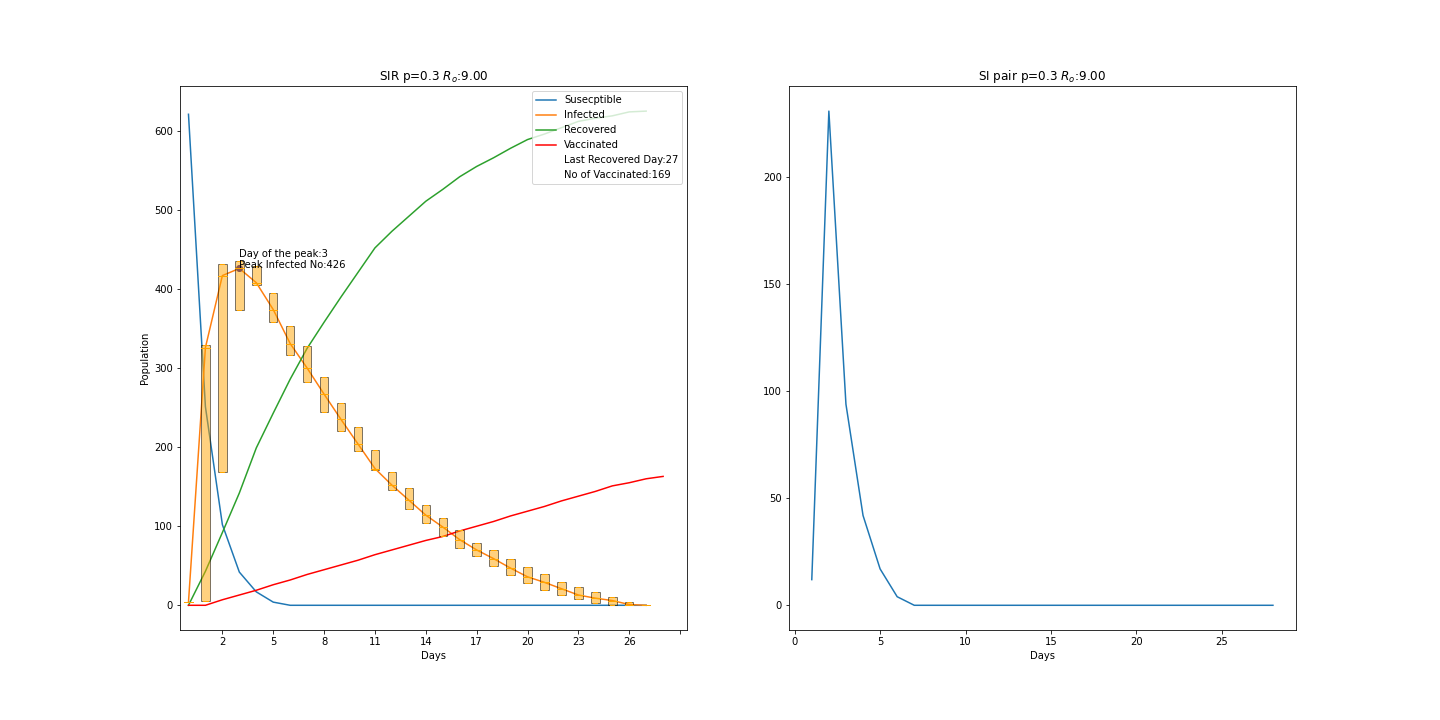 SIR p=0.3 Rₒ:9.00
Susecptible
Infected
Recovered
Vaccinated
Last Recovered Day:27
No of Vaccinated:169
Day of the peak:3
Peak Infected No:426
600
500
400
300
200
100
0
Population
2 5 8 11 14 17 20 23 26
Days
SI pair p=0.3 Rₒ:9.00
200
150
100
50
0
0 5 10 15 20 25
Days